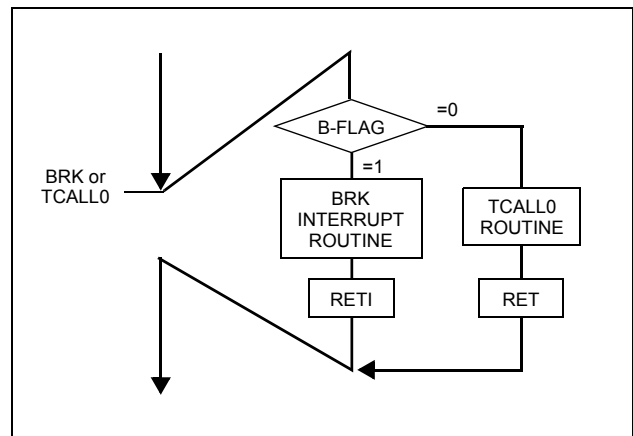 =0
B-FLAG
=1
BRK or
TCALL0
BRK
INTERRUPT
ROUTINE
TCALL0
ROUTINE
RETI
RET